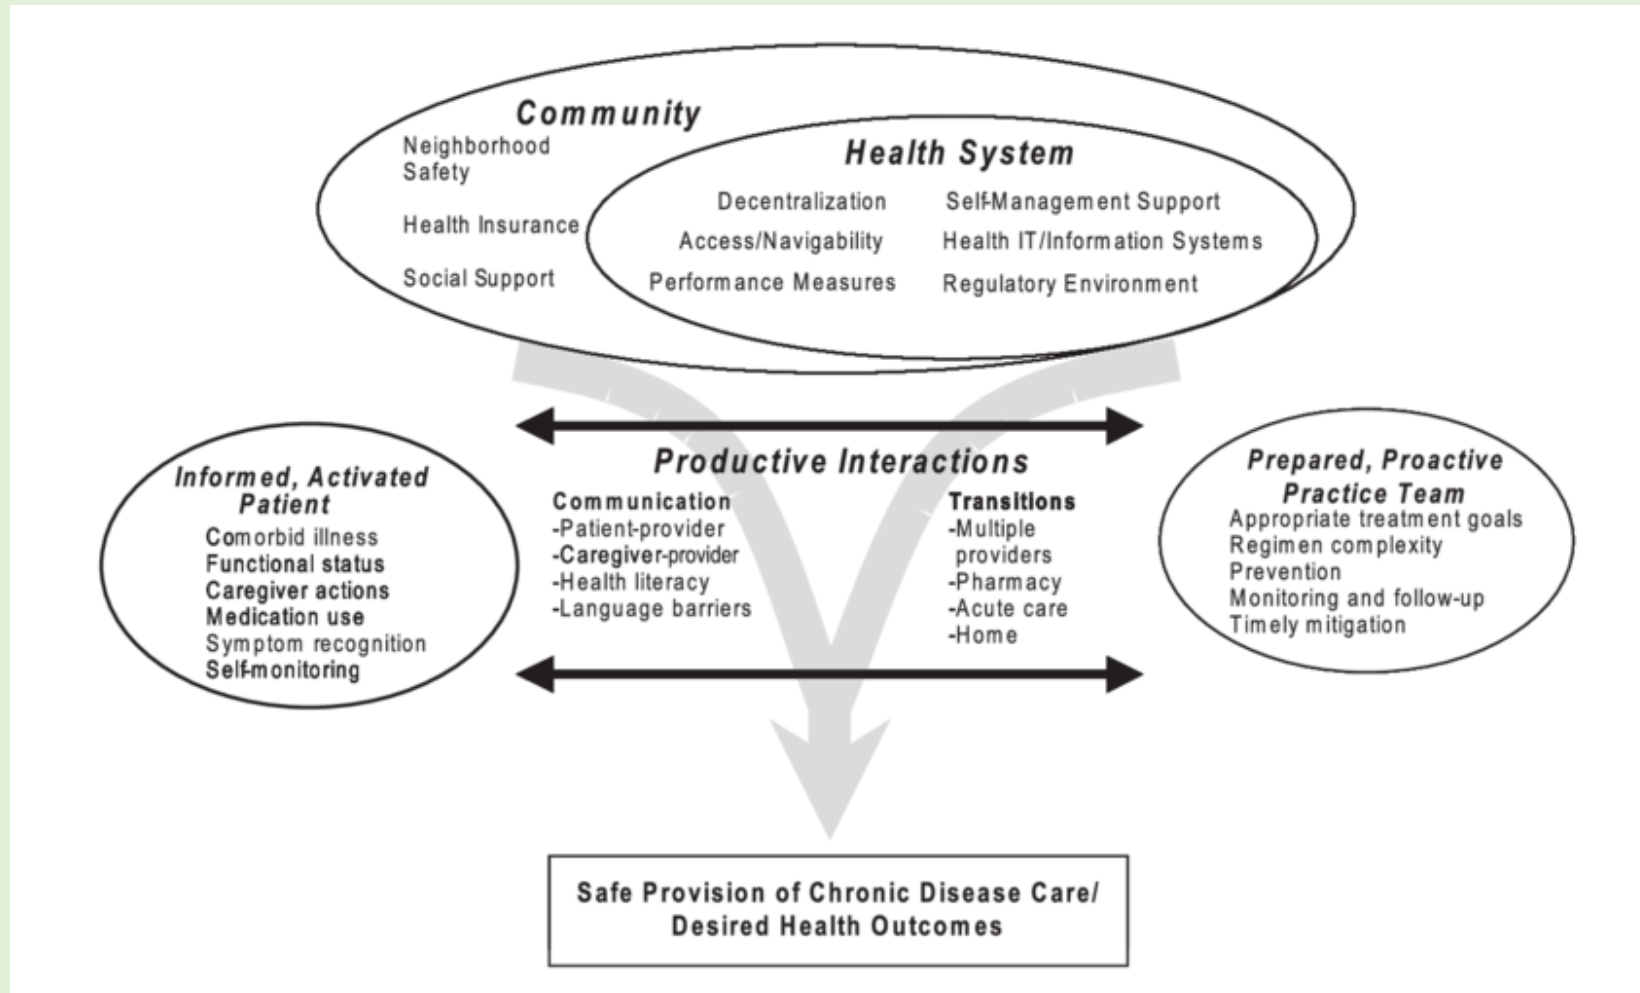 Community
Neighborhood
Safety
Health Insurance
Social Support
Health System
Decentralization
Access/Navigability
Performance Measures
Self-Management Support
Health IT/Information Systems
Regulatory Environment
Informed, Activated
Patient
Comorbid illness
Functional status
Caregiver actions
Medication use
Symptom recognition
Self-monitoring
Productive Interactions
Communication
-Patient-provider
-Caregiver-provider
-Health literacy
-Language barriers
Transitions
-Multiple
providers
-Pharmacy
-Acute care
-Home
Prepared, Proactive
Practice Team
Appropriate treatment goals
Regimen complexity
Prevention
Monitoring and follow-up
Timely mitigation
Safe Provision of Chronic Disease Care/
Desired Health Outcomes